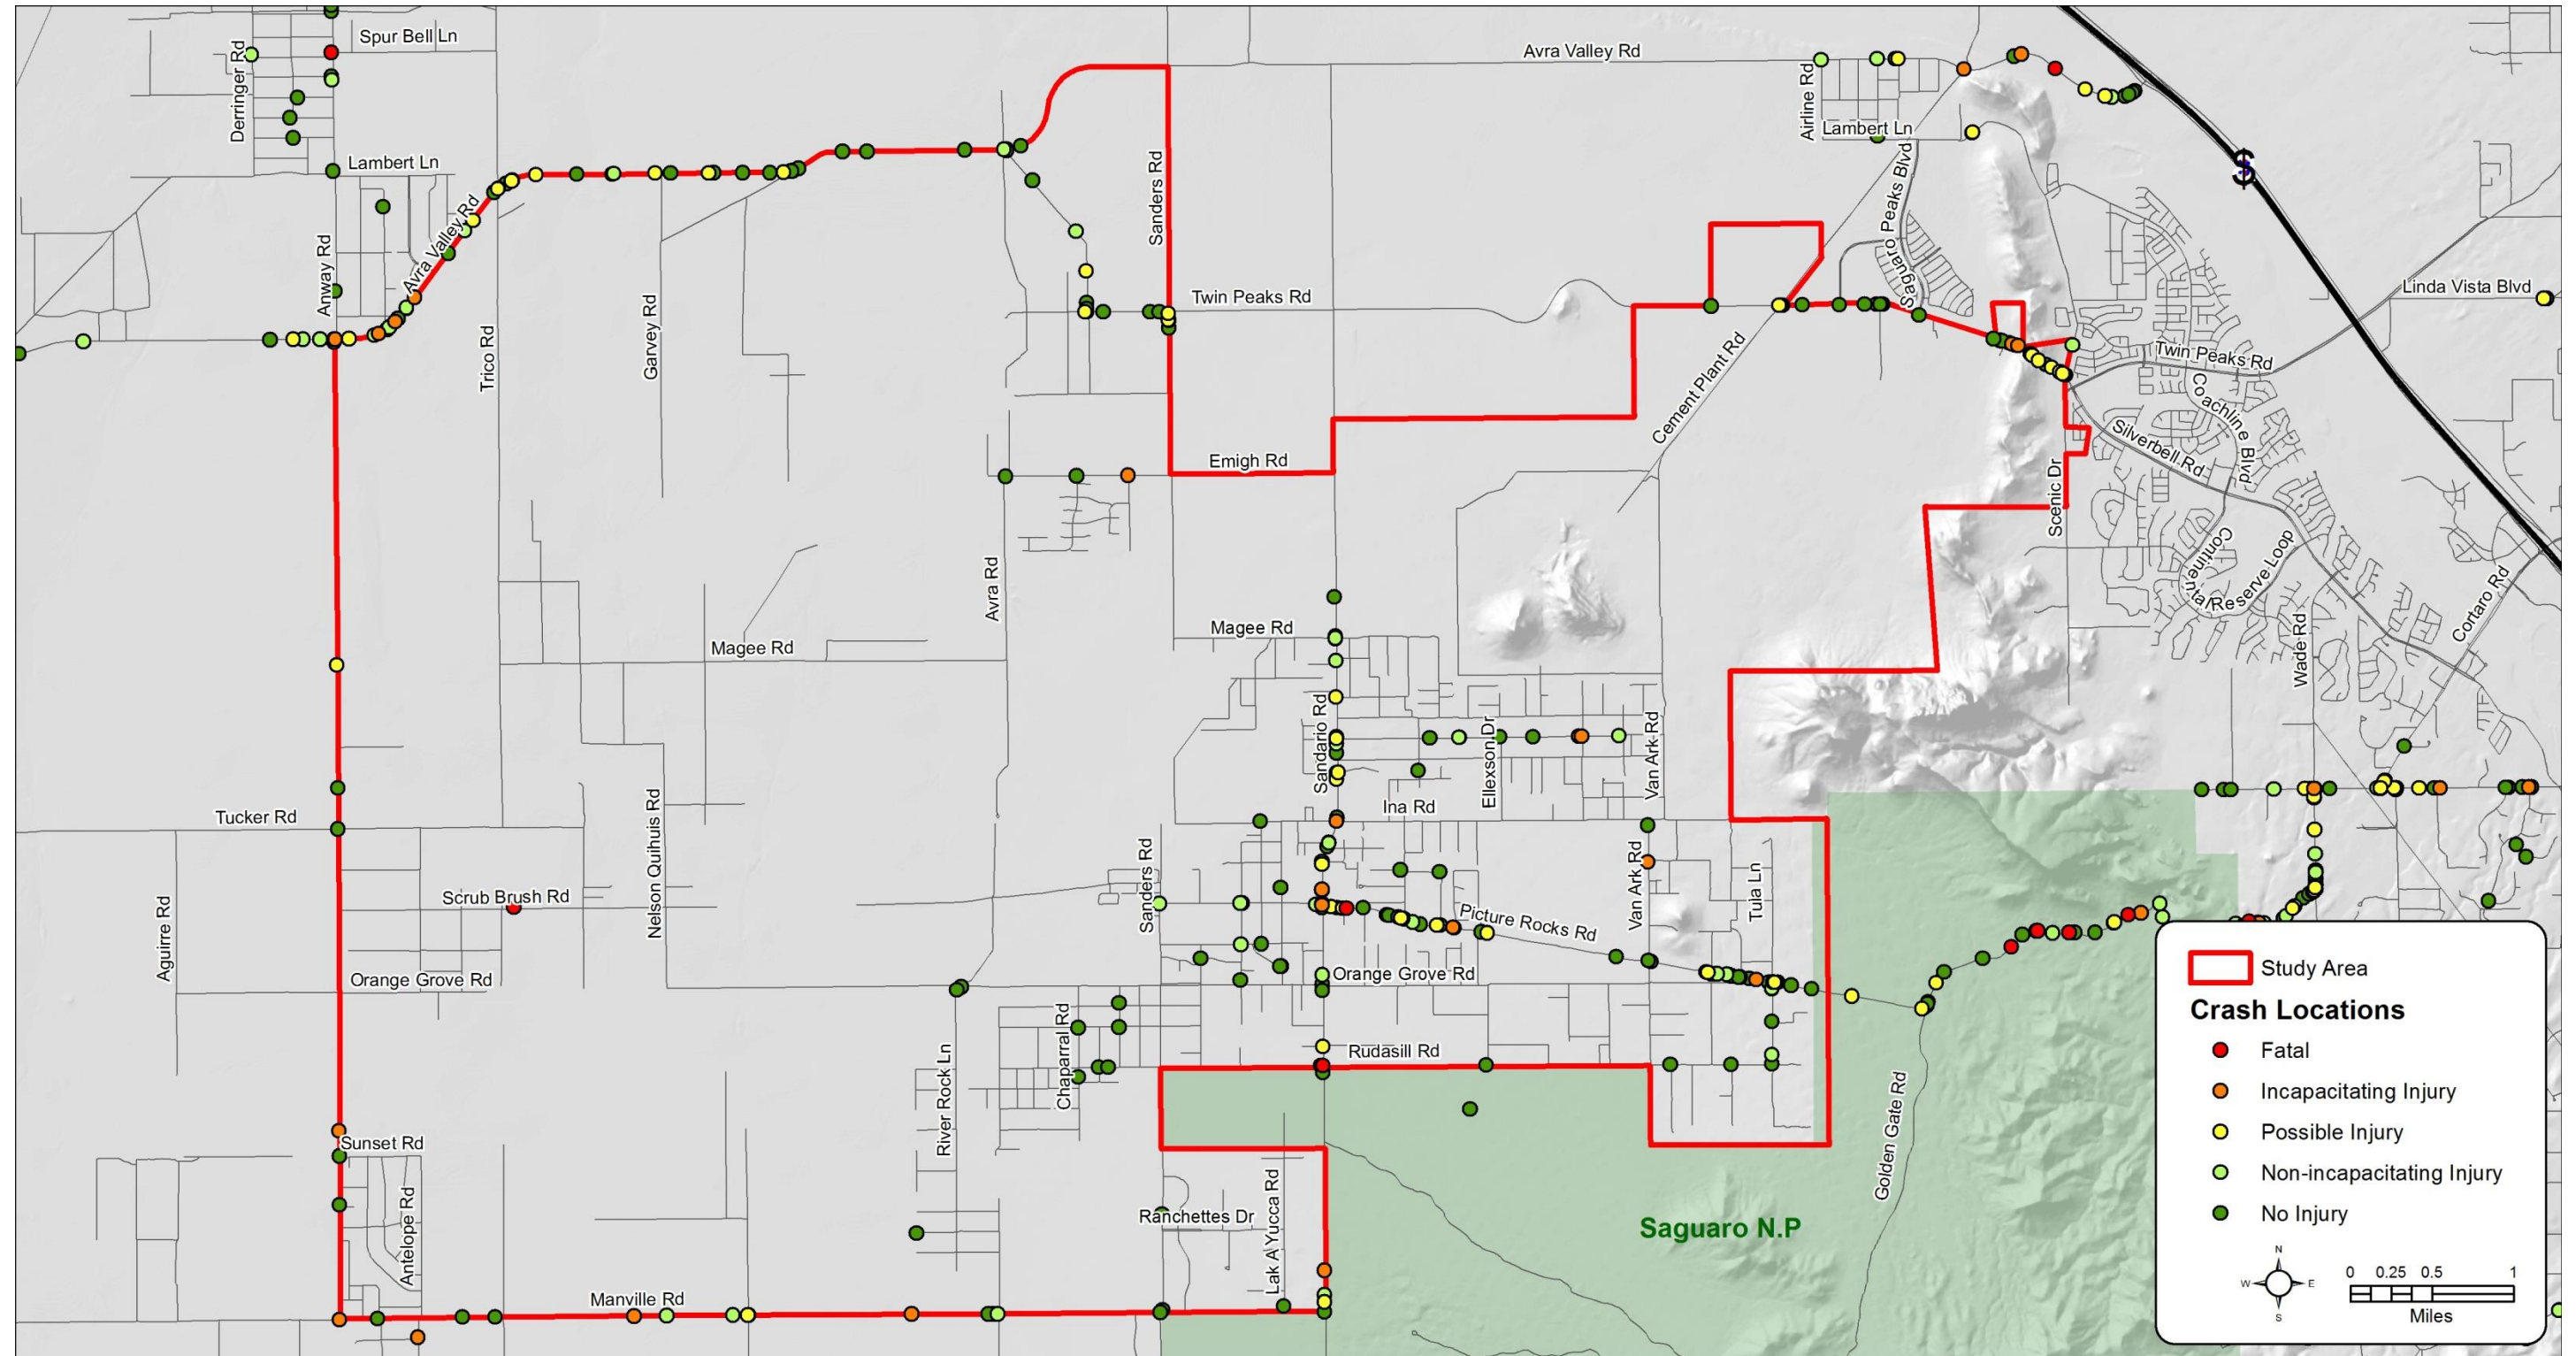 Spur Bell Ln
Avra Valley Rd
Derringer Rd
Airline Rd
Lambert Ln
Lambert Ln
Sanders Rd
Saguaro Peaks Blvd
$
Avra Valley Rd
Anway Rd
Trico Rd
Garvey Rd
Twin Peaks Rd
Linda Vista Blvd
Cement Plant Rd
Twin Peaks Rd
Coachline Blvd
Silverbell Rd
Emigh Rd
Scenic Dr
Continental Reserve Loop
Avra Rd
Magee Rd
Magee Rd
Wade Rd
Cortaro Rd
Sandario Rd
Ellexson Dr
Van Ark Rd
Ina Rd
Tucker Rd
Nelson Quihuis Rd
Scrub Brush Rd
Aguirre Rd
Sanders Rd
Picture Rocks Rd
Van Ark Rd
Tula Ln
Orange Grove Rd
Orange Grove Rd
Chaparral Rd
River Rock Ln
Rudasill Rd
Golden Gate Rd
Sunset Rd
Antelope Rd
Ranchettes Dr
Lak A Yucca Rd
Saguaro N.P
Manville Rd
Study Area
Crash Locations
Fatal
Incapacitating Injury
Possible Injury
Non-incapacitating Injury
No Injury
N
W E
S
0 0.25 0.5 1
Miles